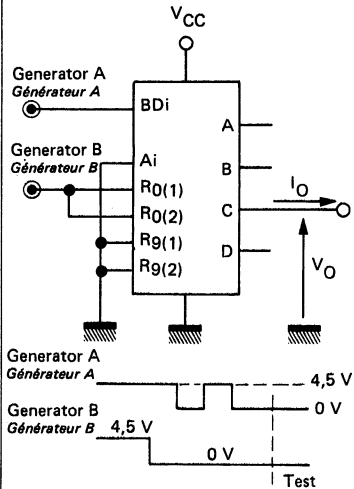 VCC
Generator A
Générateur A
BDi
A
Generator B
Générateur B
Ai
B
R0(1)
IO
R0(2)
C
R9(1)
VO
R9(2)
D
Generator A
Générateur A
4,5 V
0 V
Generator B
Générateur B
4,5 V
0 V
Test